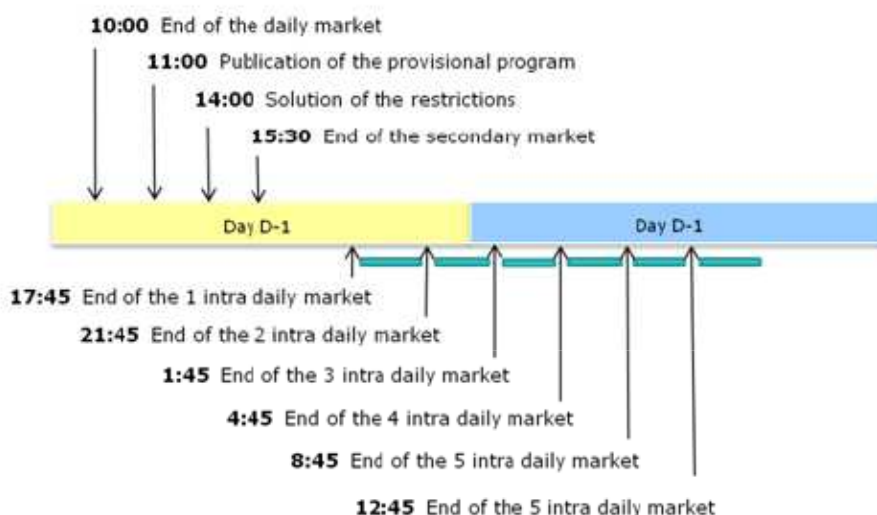 10:00 End of the daily market
11:00 Publication of the provisional program
14:00 Solution of the restrictions
15:30 End of the secondary market
Day D-1
Day D-1
17:45 End of the 1 intra daily market
21:45 End of the 2 intra daily market
1:45 End of the 3 intra daily market
4:45 End of the 4 intra daily market
8:45 End of the 5 intra daily market
12:45 End of the 5 intra daily market